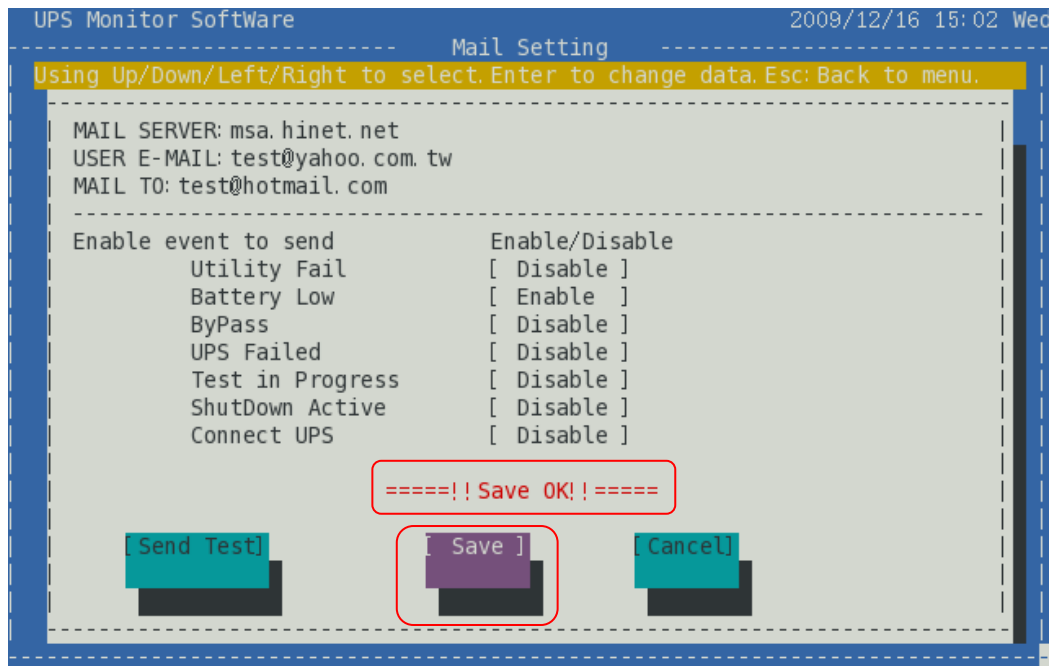 UPS Monitor SoftWare 2009/12/16 15:02 Wed
Mail Setting
Using Up/Down/Left/Right to select.Enter to change data.Esc:Back to menu.
MAIL SERVER:msa.hinet.net
USER E-MAIL:test@yahoo.com.tw
MAIL TO:test@hotmail.com
Enable event to send Enable/Disable
Utility Fail [ Disable ]
Battery Low [ Enable ]
ByPass [ Disable ]
UPS Failed [ Disable ]
Test in Progress [ Disable ]
ShutDown Active [ Disable ]
Connect UPS [ Disable ]
=====!!Save OK!!=====
[Send Test] [ Save ] [Cancel]